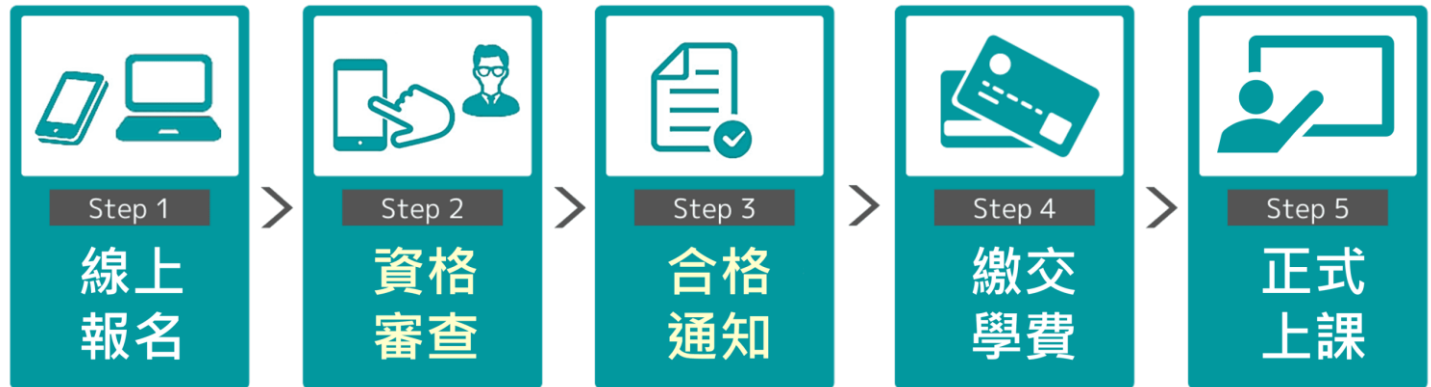 Step 1
線上
報名
Step 2
資格
審查
Step 3
合格
通知
Step 4
繳交
學費
Step 5
正式
上課